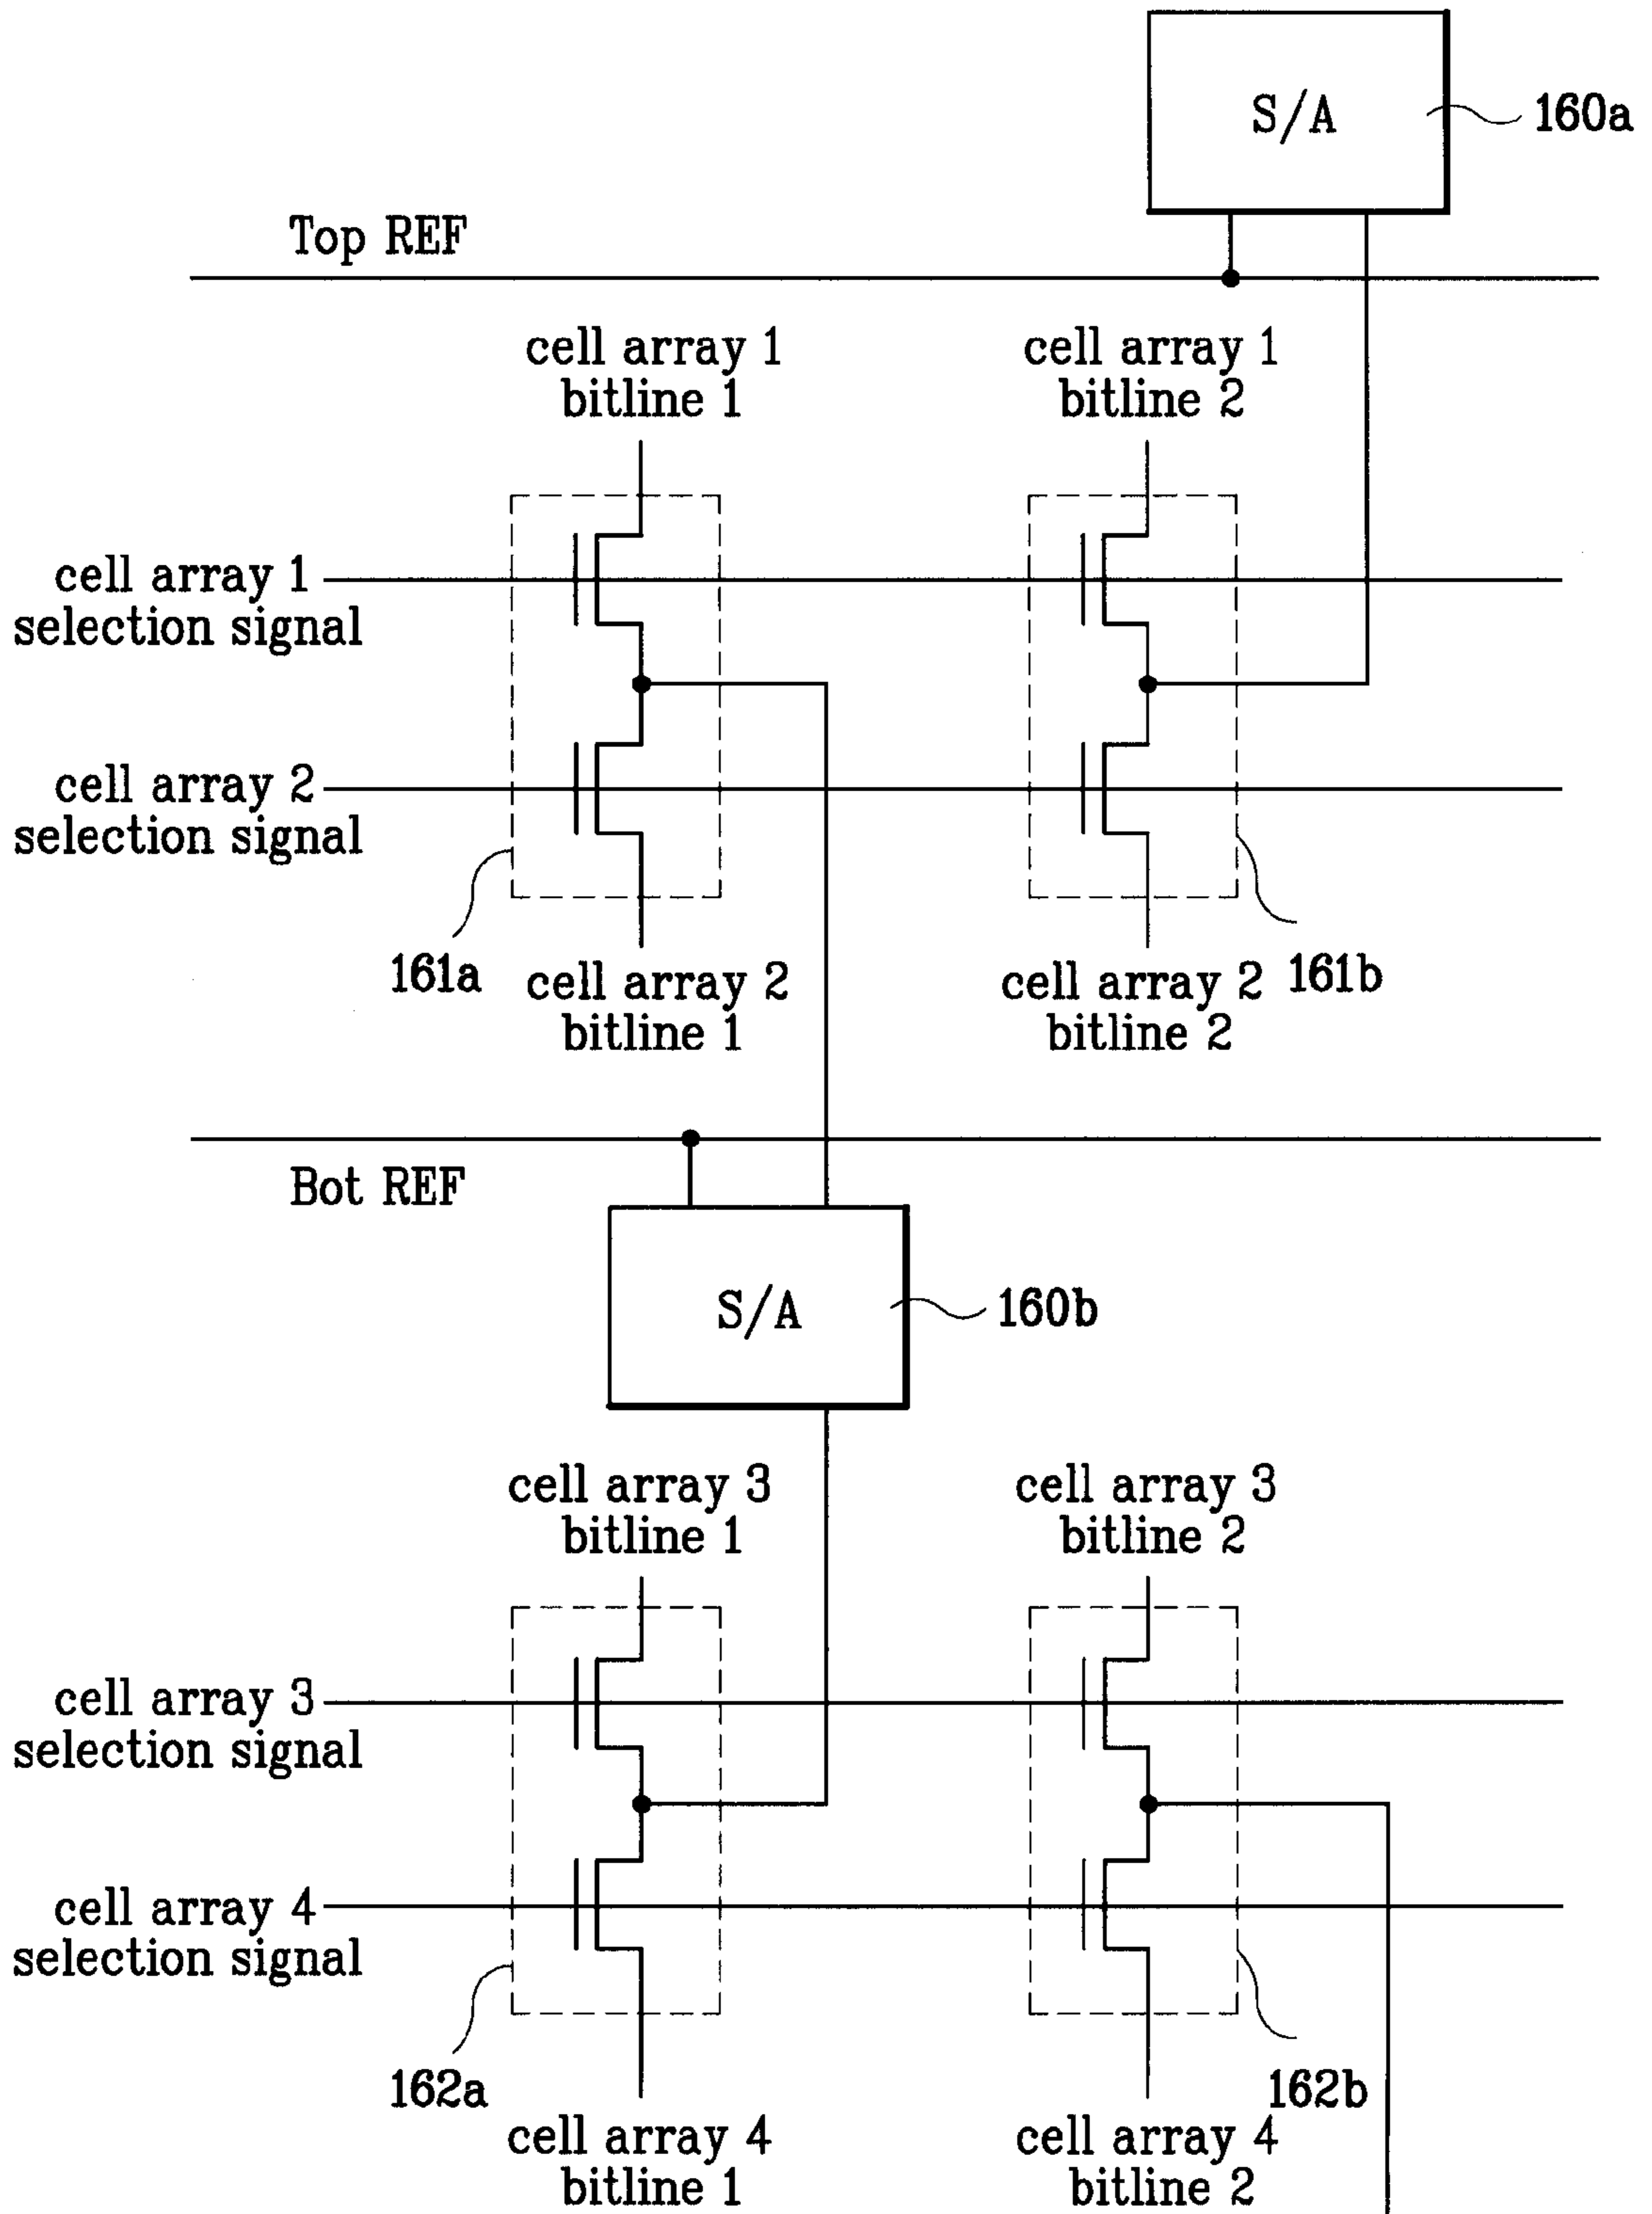 S/A
160a
Top REF
cell array 1
bitline 1
cell array 1
bitline 2
cell array 1
selection signal
cell array 2
selection signal
161a
cell array 2
bitline 1
cell array 2
bitline 2
161b
Bot REF
S/A
160b
cell array 3
bitline 1
cell array 3
bitline 2
cell array 3
selection signal
cell array 4
selection signal
162a
162b
cell array 4
bitline 1
cell array 4
bitline 2